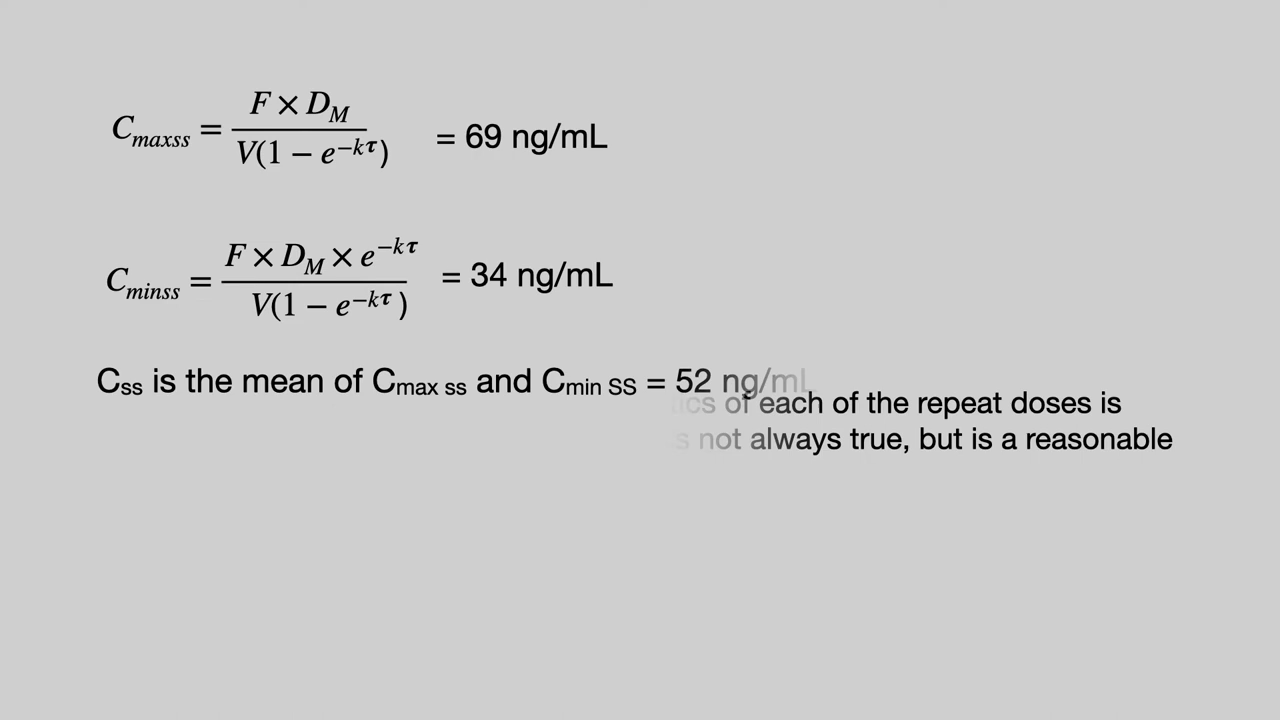 C_maxss = F × D_M / V(1 − e^−kτ) = 69 ng/mL
C_minss = F × D_M × e^−kτ / V(1 − e^−kτ) = 34 ng/mL
Css is the mean of Cmax ss and Cmin SS = 52 ng/mL
of each of the repeat doses is
not always true, but is a reasonable